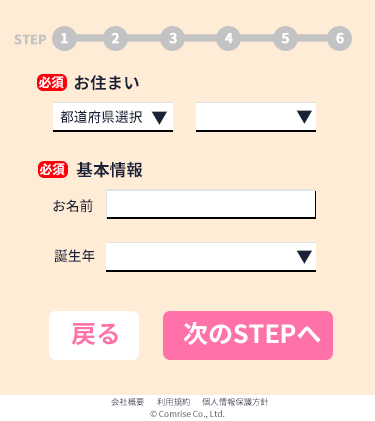 STEP 1 2 3 4 5 6
必須 お住まい
都道府県選択 ▼ ▼
必須 基本情報
お名前
誕生年 ▼
戻る 次のSTEPへ
会社概要 利用規約 個人情報保護方針
© Comrise Co., Ltd.